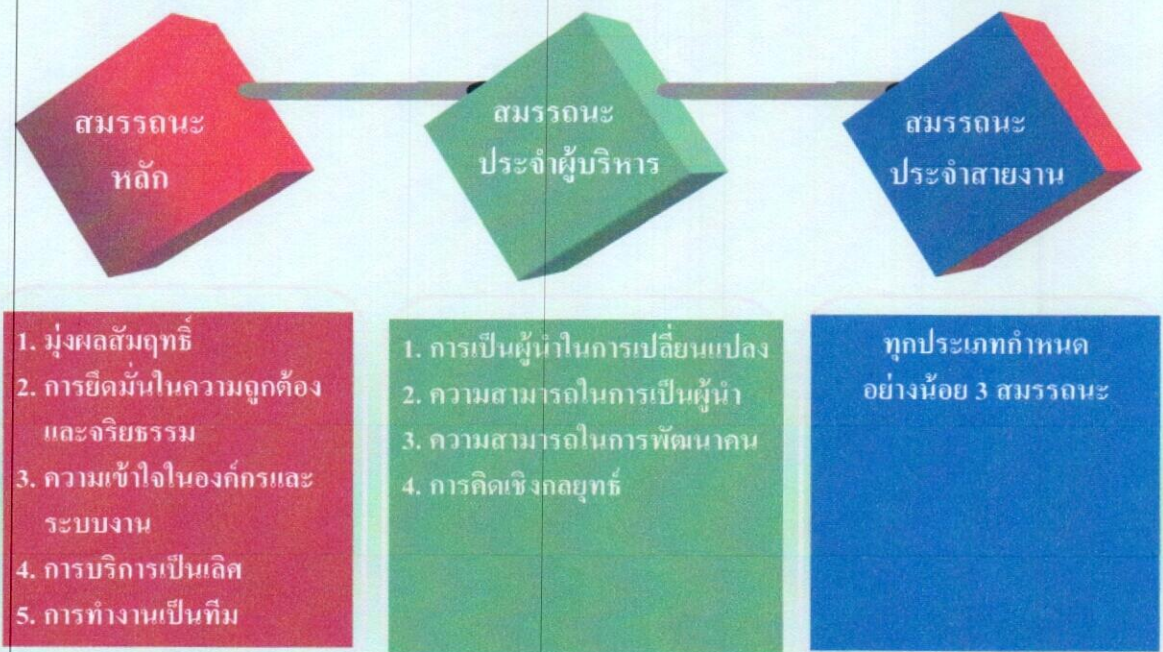 สมรรถนะ
หลัก
สมรรถนะ
ประจำผู้บริหาร
สมรรถนะ
ประจำสายงาน
1. มุ่งผลสัมฤทธิ์
2. การยึดมั่นในความถูกต้อง
และจริยธรรม
3. ความเข้าใจในองค์กรและ
ระบบงาน
4. การบริการเป็นเลิศ
5. การทำงานเป็นทีม
1. การเป็นผู้นำในการเปลี่ยนแปลง
2. ความสามารถในการเป็นผู้นำ
3. ความสามารถในการพัฒนาคน
4. การคิดเชิงกลยุทธ์
ทุกประเภทกำหนด
อย่างน้อย 3 สมรรถนะ